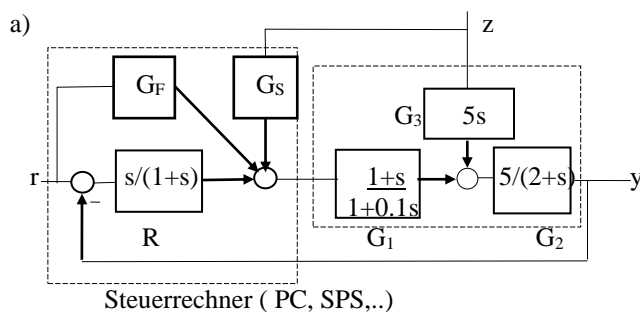 a)
z
G_F
G_S
G_3
5s
r
s/(1+s)
1+s
1+0.1s
5/(2+s)
y
–
R
G_1
G_2
Steuerrechner ( PC, SPS,..)